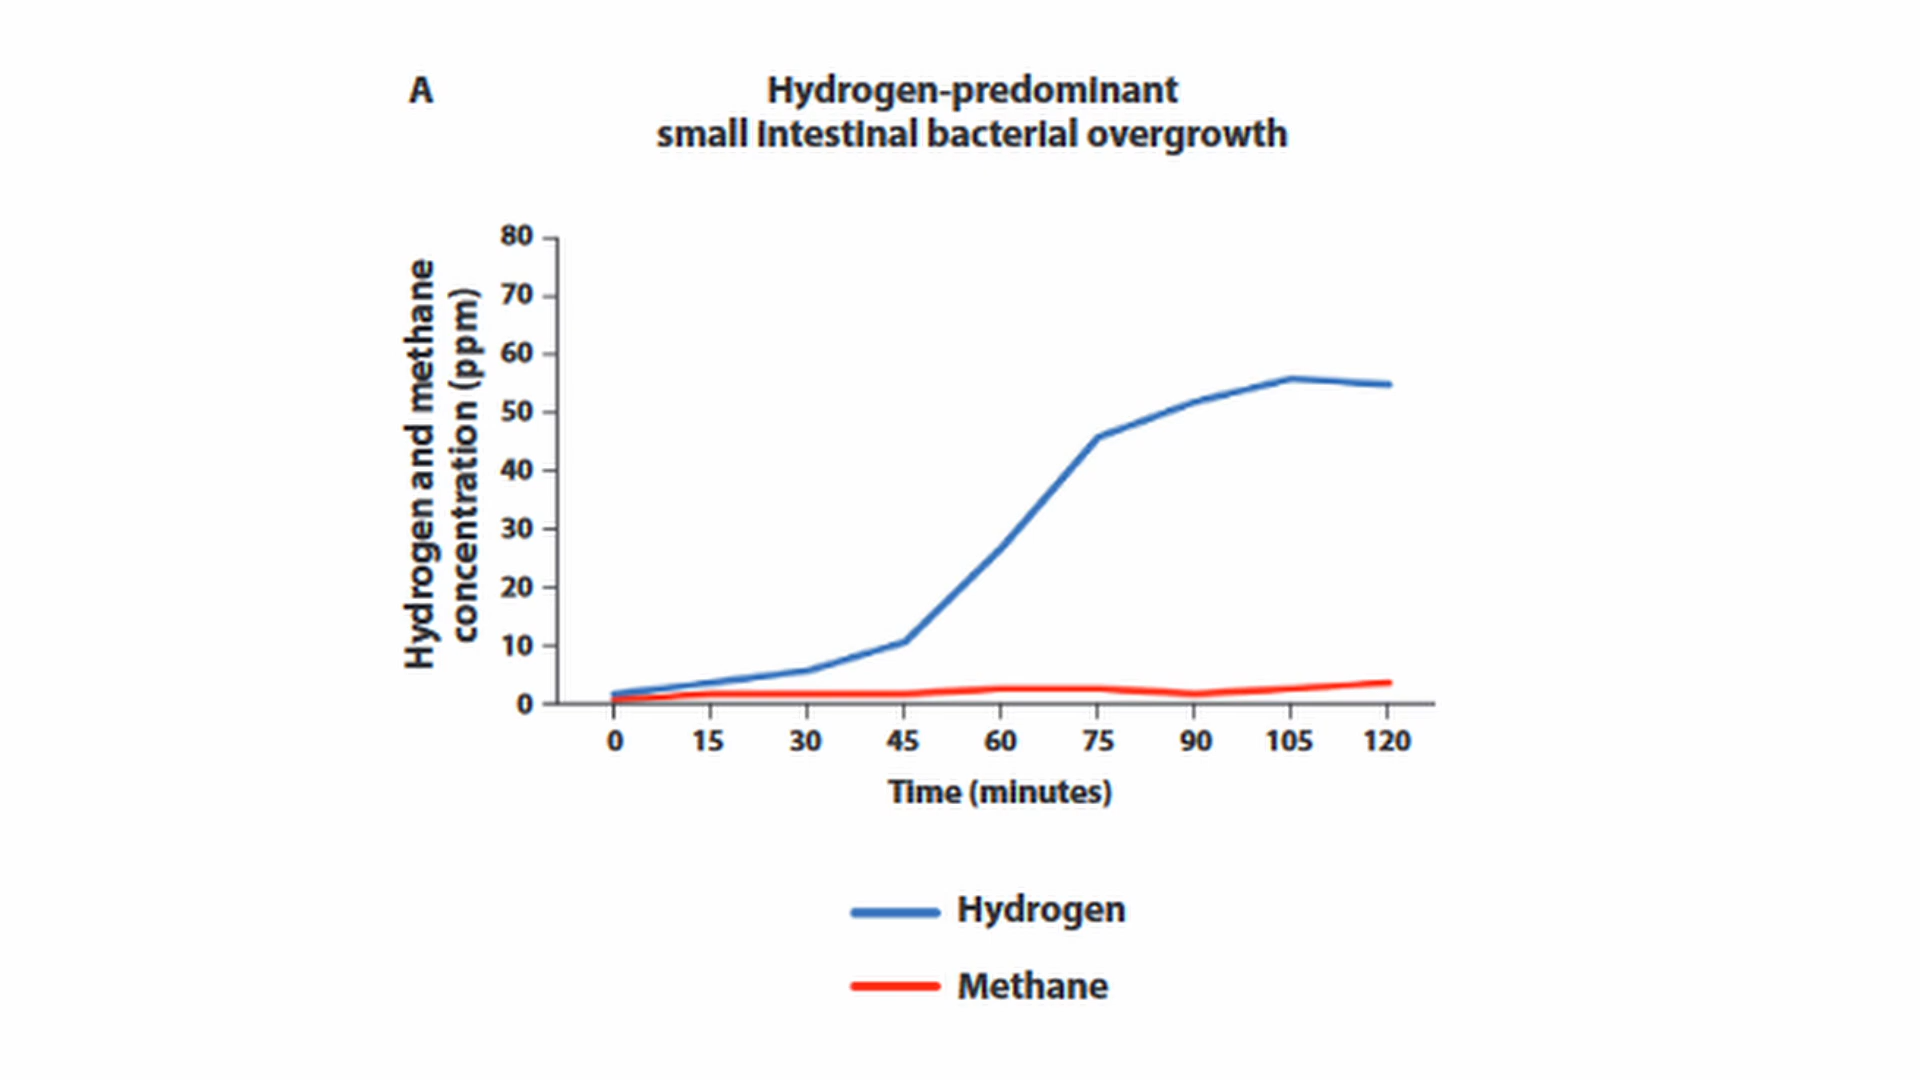 A
Hydrogen-predominant
small intestinal bacterial overgrowth
Hydrogen and methane
concentration (ppm)
80
70
60
50
40
30
20
10
0
0 15 30 45 60 75 90 105 120
Time (minutes)
Hydrogen
Methane